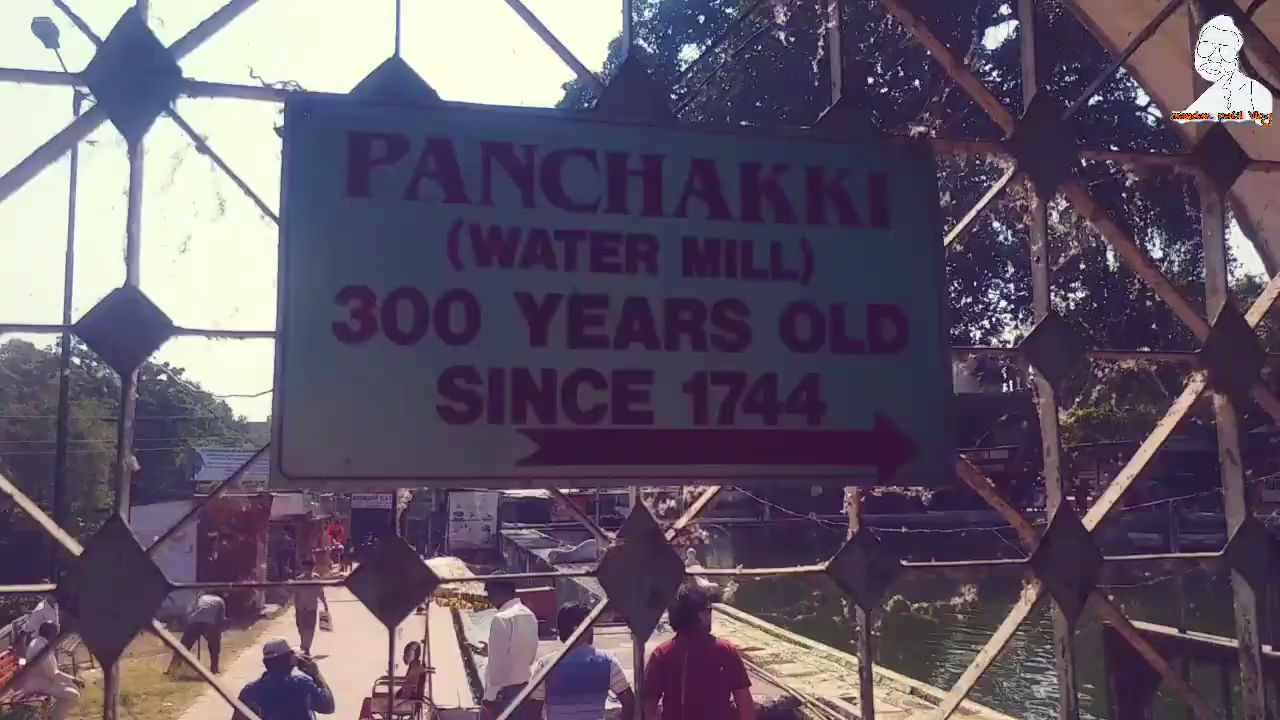 PANCHAKKI
(WATER MILL)
300 YEARS OLD
SINCE 1744